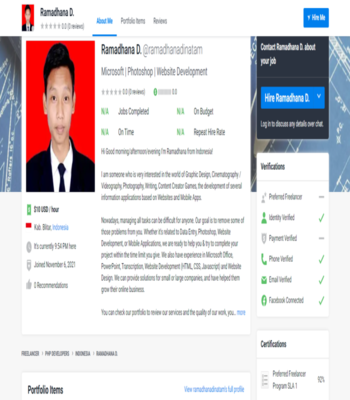 Ramadhana D.
0.0 (0 reviews)
About Me
Portfolio Items
Reviews
Hire Me
Ramadhana D. @ramadhanadinatam
Microsoft | Photoshop | Website Development
0.0 (0 reviews)
0.0
N/A Jobs Completed
N/A On Budget
N/A On Time
N/A Repeat Hire Rate
Hi Good morning/afternoon/evening I'm Ramadhana from Indonesia!
I am someone who is very interested in the world of Graphic Design, Cinematography /
Videography, Photography, Writing, Content Creator Games, the development of several
information applications based on Websites and Mobile Apps.
Nowadays, managing all tasks can be difficult for anyone. Our goal is to remove some of
those problems from you. Whether it's related to Data Entry, Photoshop, Website
Development, or Mobile Applications, we are ready to help you & try to complete your
project within the time limit you give. We also have experience in Microsoft Office,
PowerPoint, Transcription, Website Development (HTML, CSS, Javascript) and Website
Design. We can provide solutions for small or large companies, and have helped them
grow their online business.
You can check our portfolio to review our services and the quality of our work, you... more
$10 USD / hour
Kab. Blitar, Indonesia
It's currently 9:54 PM here
Joined November 6, 2021
0 Recommendations
Contact Ramadhana D. about
your job
Hire Ramadhana D.
Log in to discuss any details over chat.
Verifications
Preferred Freelancer
Identity Verified
Payment Verified
Phone Verified
Email Verified
Facebook Connected
Certifications
Preferred Freelancer
Program SLA 1
92%
FREELANCER
PHP DEVELOPERS
INDONESIA
RAMADHANA D.
Portfolio Items
View ramadhanadinatam's full profile